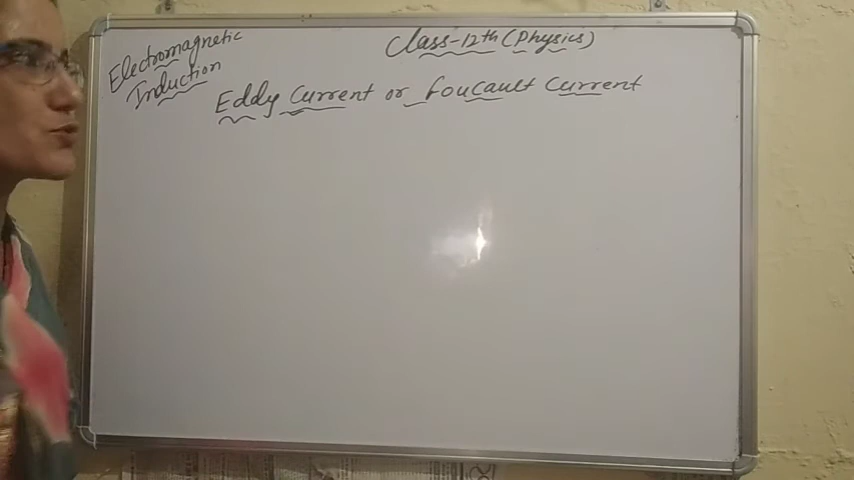 Electromagnetic
Induction
Class-12th (Physics)
Eddy Current or Foucault Current